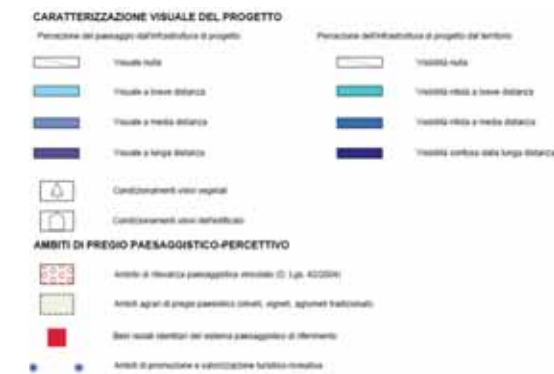 CARATTERIZZAZIONE VISUALE DEL PROGETTO
Percezione del paesaggio dall'infrastruttura di progetto
Percezione dell'infrastruttura di progetto dal territorio
Visuale nulla
Visibilità nulla
Visuale a breve distanza
Visibilità nitida a breve distanza
Visuale a media distanza
Visibilità nitida a media distanza
Visuale a lunga distanza
Visibilità confusa dalla lunga distanza
Condizionamenti visivi vegetali
Condizionamenti visivi dell'edificato
AMBITI DI PREGIO PAESAGGISTICO-PERCETTIVO
Ambito di rilevanza paesaggistica vincolato (D. Lgs. 42/2004)
Ambiti agrari di pregio paesistico (oliveti, vigneti, agrumeti tradizionali)
Beni isolati identitari del sistema paesaggistico di riferimento
Ambiti di promozione e valorizzazione turistico-ricreativa